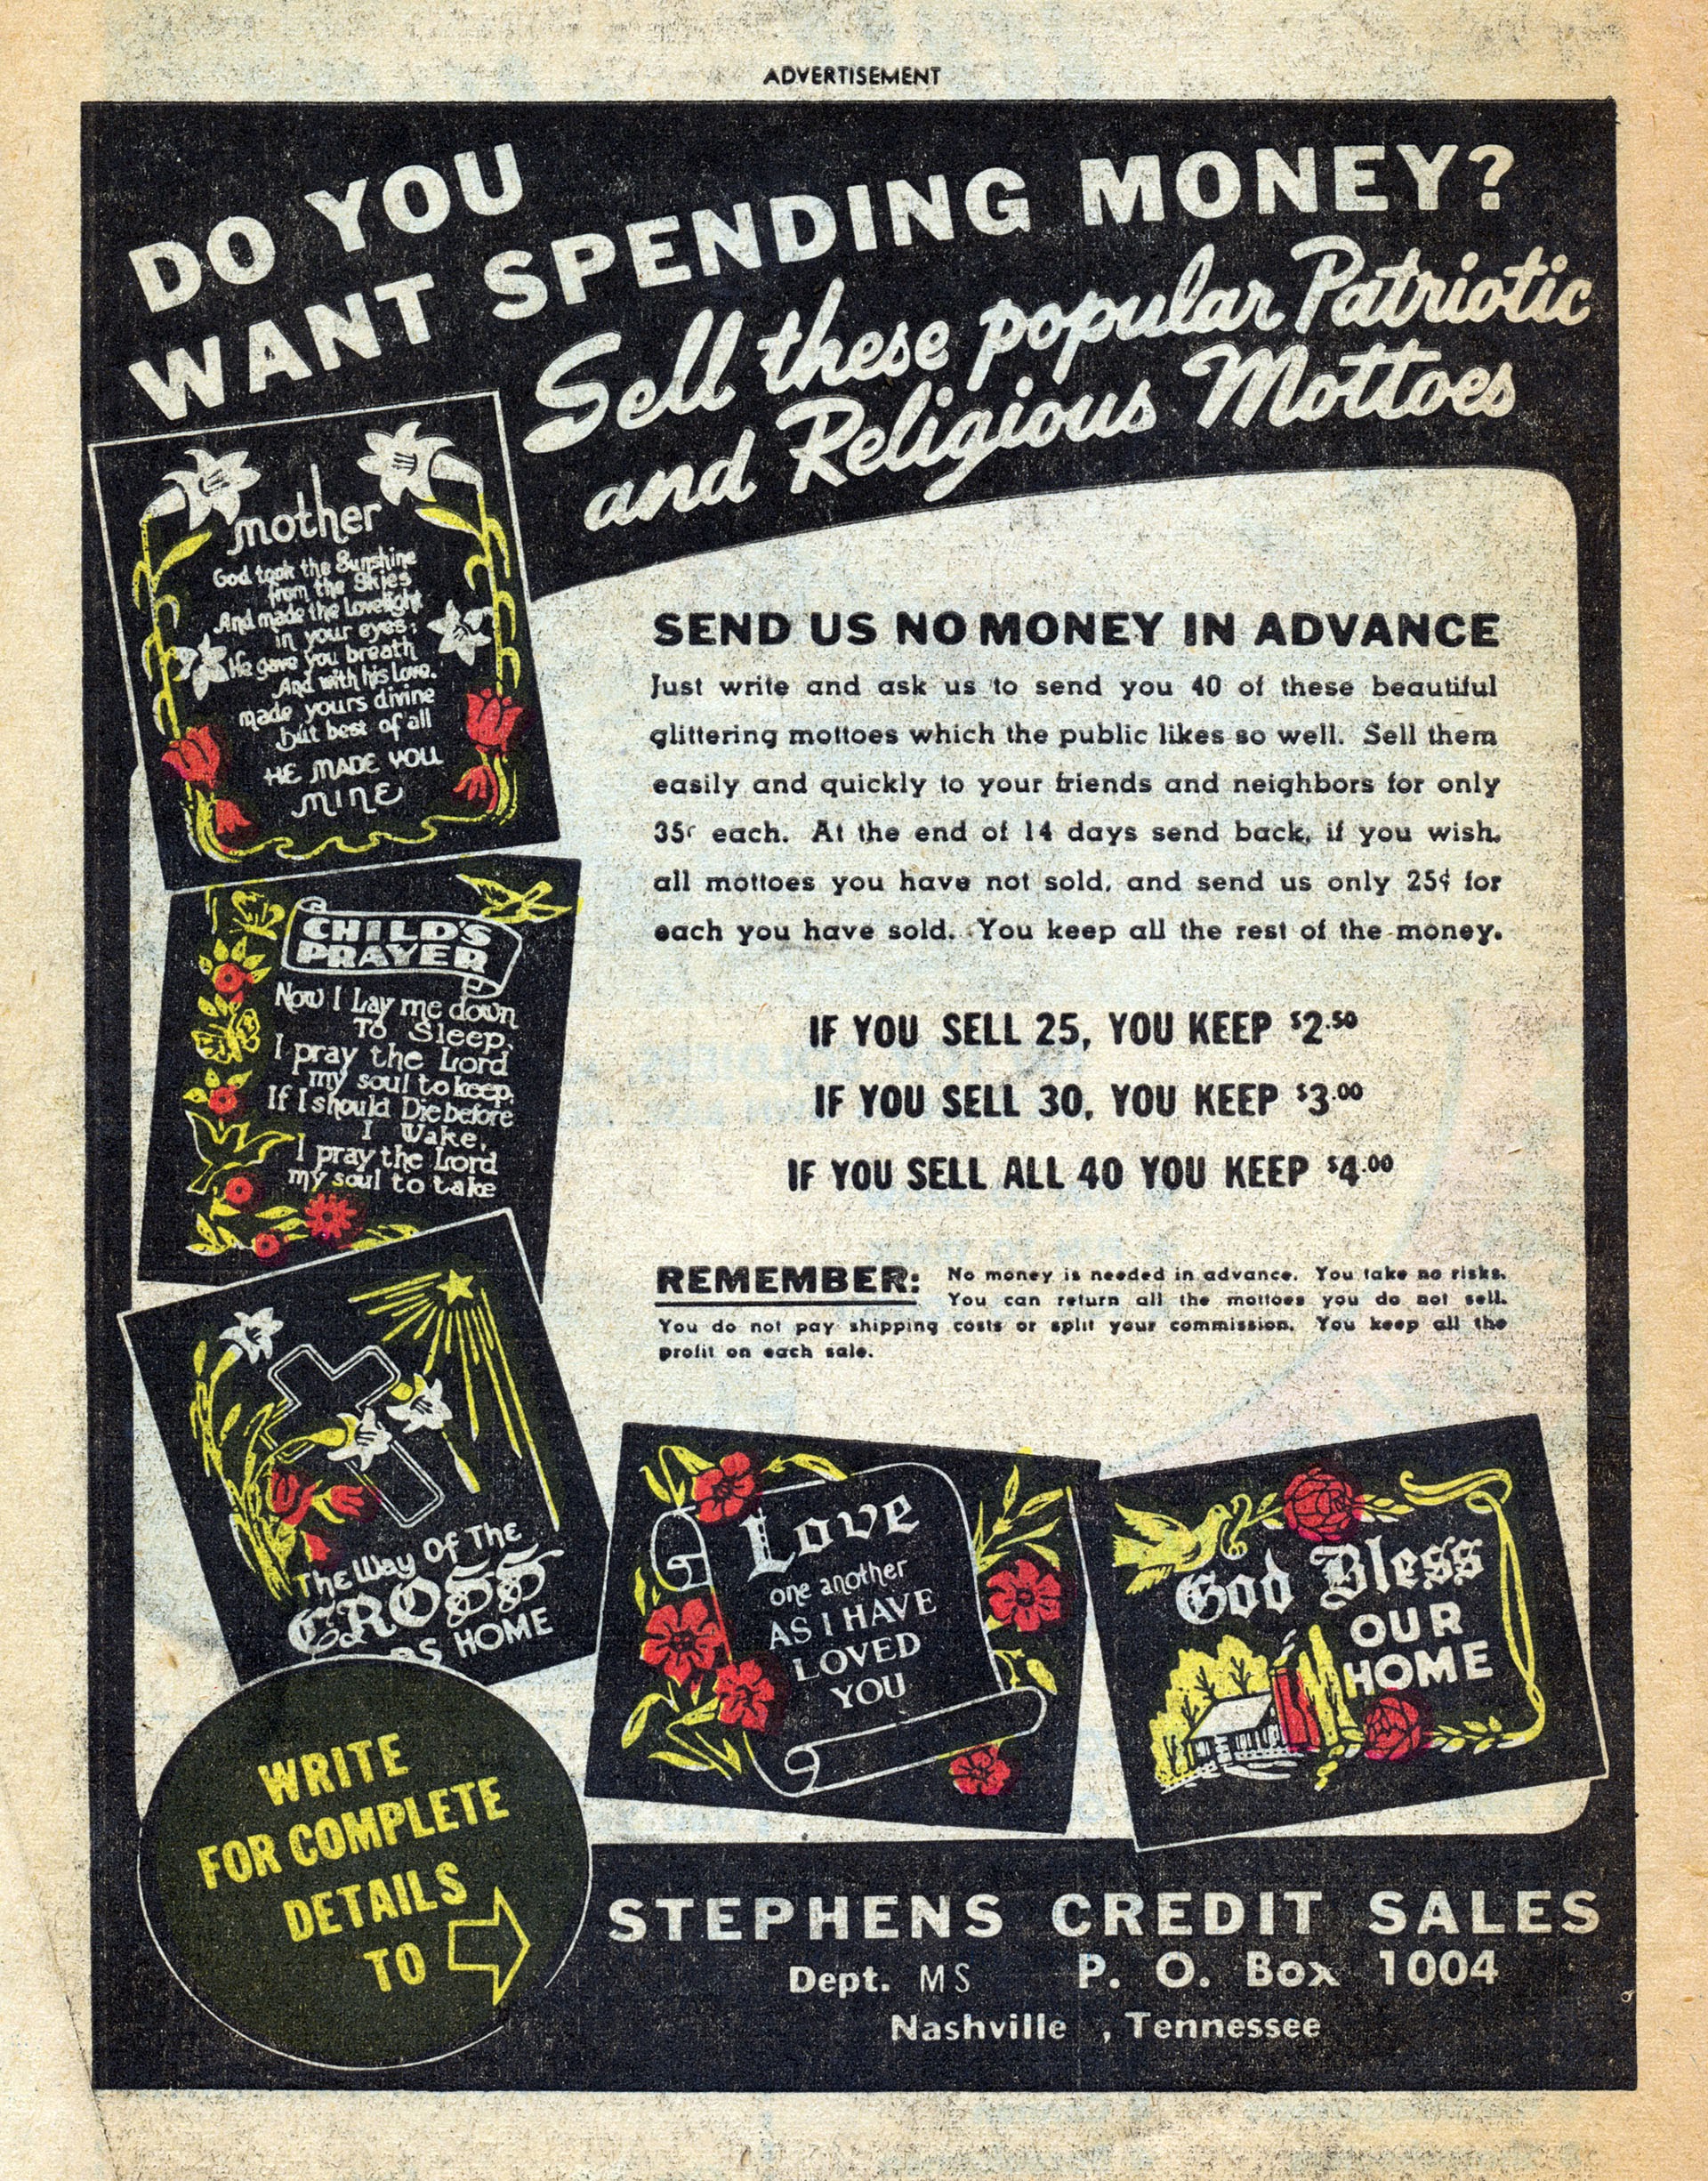 ADVERTISEMENT
DO YOU
WANT SPENDING MONEY?
Sell these popular Patriotic
and Religious Mottoes
mother
God took the Sunshine
from the Skies
And made the Lovelight
in your eyes;
He gave you breath
And with his Love.
made yours divine
but best of all
HE MADE YOU
MINE
CHILD'S
PRAYER
Now I Lay me down
To Sleep,
I pray the Lord
my soul to keep,
If I should Die before
I Wake,
I pray the Lord
my soul to take
The Way Of The
CROSS
HOME
SEND US NO MONEY IN ADVANCE
Just write and ask us to send you 40 of these beautiful
glittering mottoes which the public likes so well. Sell them
easily and quickly to your friends and neighbors for only
35¢ each. At the end of 14 days send back, if you wish,
all mottoes you have not sold, and send us only 25¢ for
each you have sold. You keep all the rest of the money.
IF YOU SELL 25, YOU KEEP $2.50
IF YOU SELL 30, YOU KEEP $3.00
IF YOU SELL ALL 40 YOU KEEP $4.00
REMEMBER: No money is needed in advance. You take no risks.
You can return all the mottoes you do not sell.
You do not pay shipping costs or split your commission. You keep all the
profit on each sale.
Love
one another
AS I HAVE
LOVED
YOU
God Bless
OUR
HOME
WRITE
FOR COMPLETE
DETAILS
TO
STEPHENS CREDIT SALES
Dept. MS P. O. Box 1004
Nashville , Tennessee